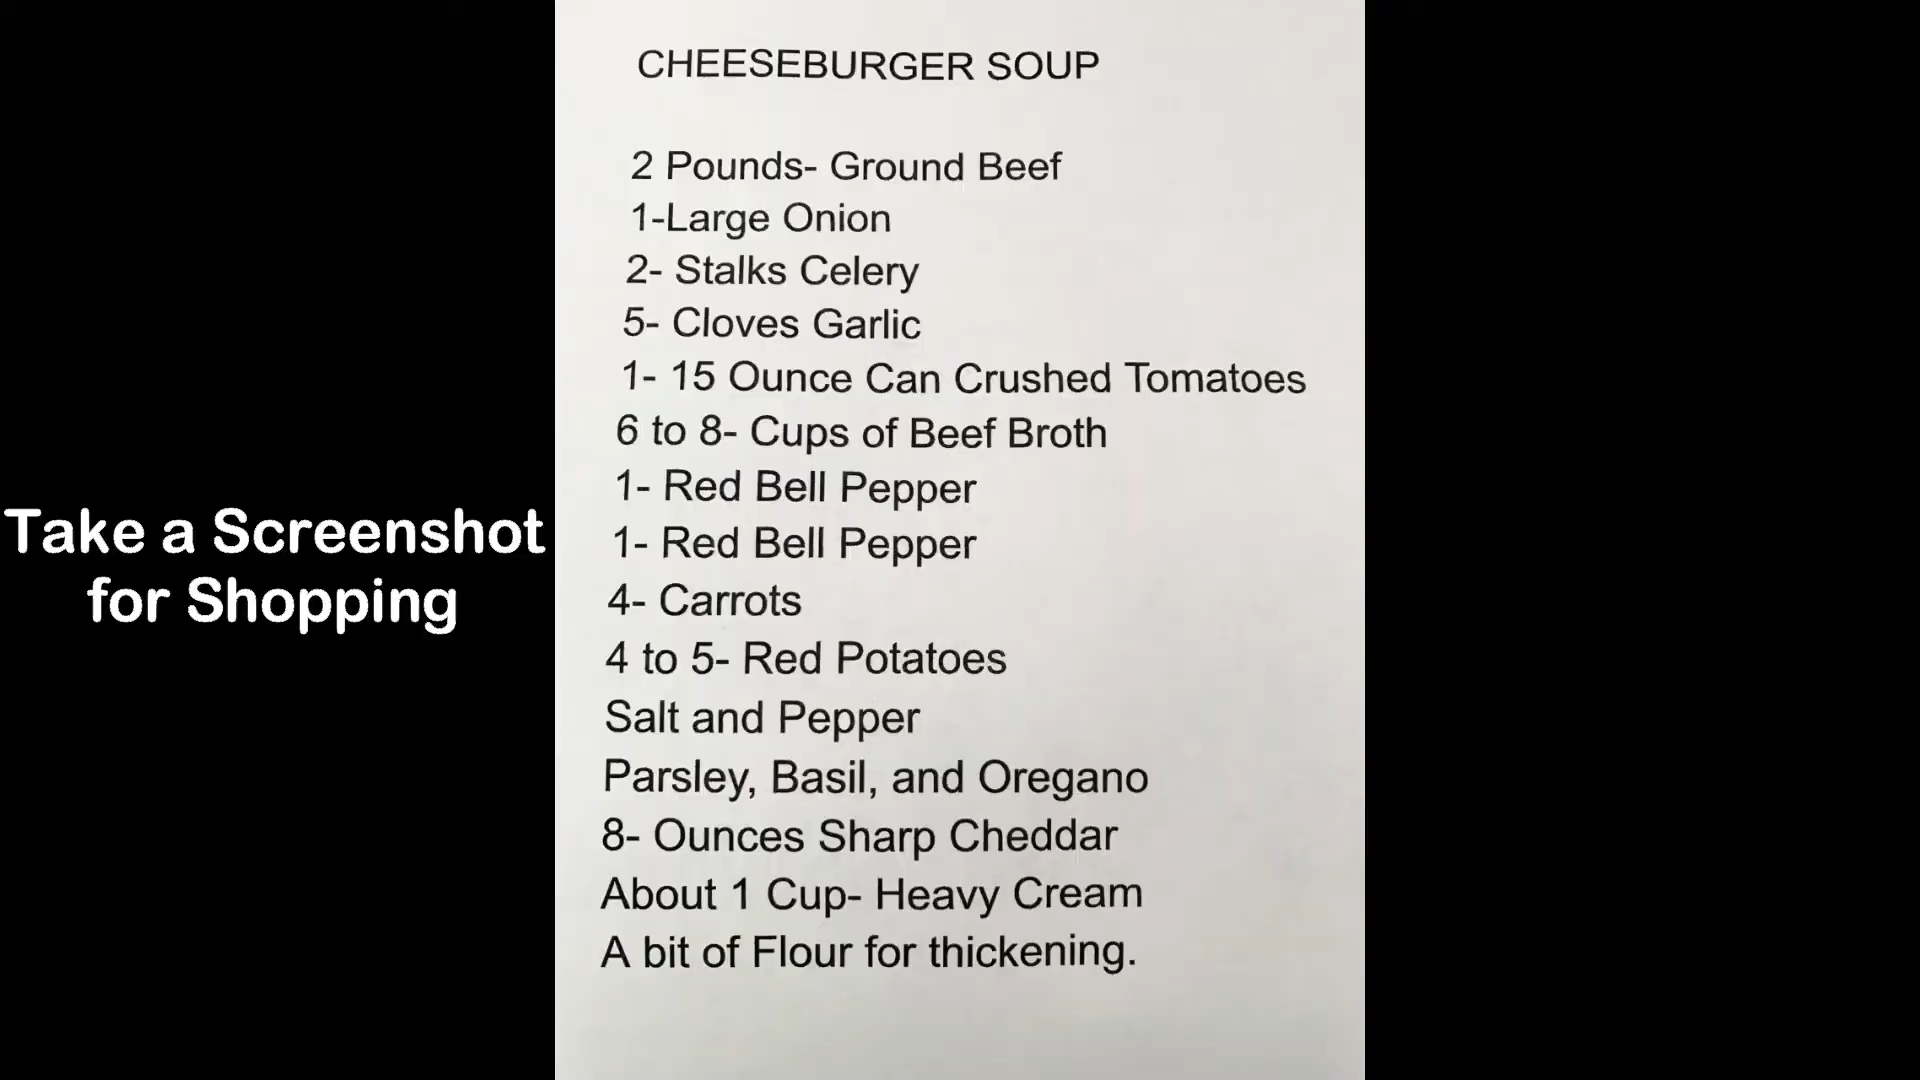 CHEESEBURGER SOUP
2 Pounds- Ground Beef
1-Large Onion
2- Stalks Celery
5- Cloves Garlic
1- 15 Ounce Can Crushed Tomatoes
6 to 8- Cups of Beef Broth
1- Red Bell Pepper
1- Red Bell Pepper
4- Carrots
4 to 5- Red Potatoes
Salt and Pepper
Parsley, Basil, and Oregano
8- Ounces Sharp Cheddar
About 1 Cup- Heavy Cream
A bit of Flour for thickening.
Take a Screenshot
for Shopping